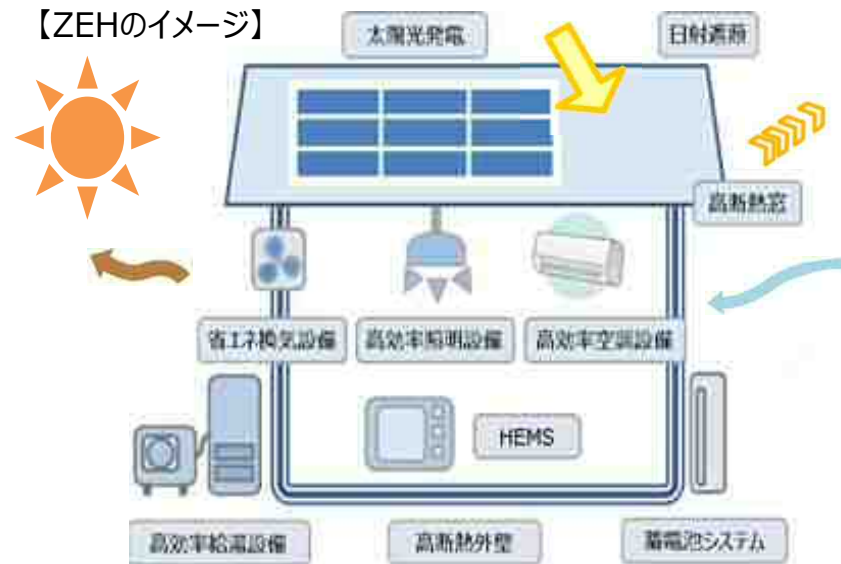 【ZEHのイメージ】
太陽光発電
日射遮蔽
高断熱窓
省エネ換気設備
高効率照明設備
高効率空調設備
HEMS
高効率給湯設備
高断熱外壁
蓄電池システム